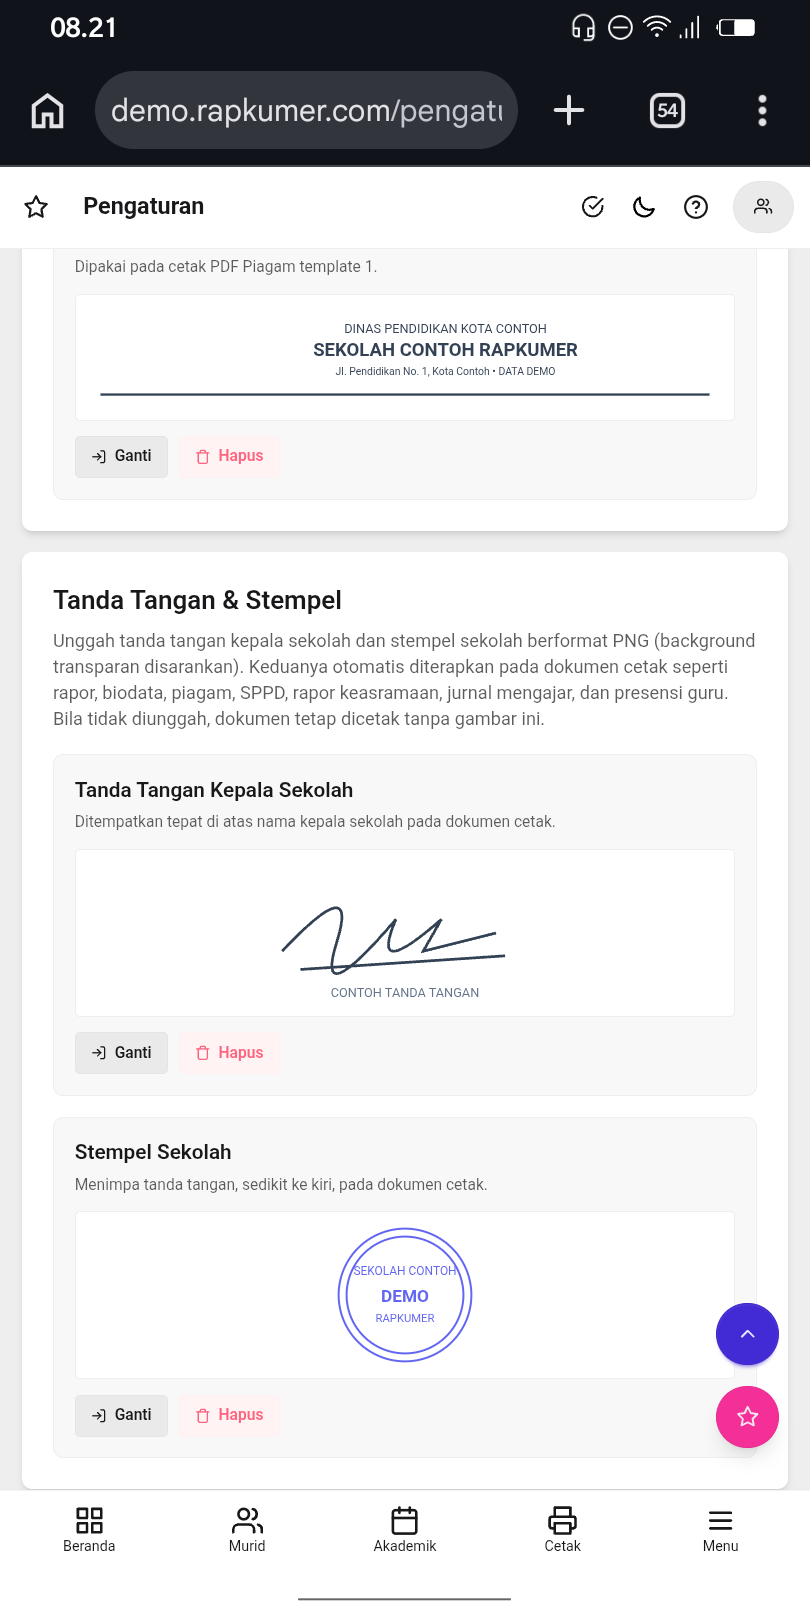 08.21
demo.rapkumer.com/pengatu
54
Pengaturan
Dipakai pada cetak PDF Piagam template 1.
DINAS PENDIDIKAN KOTA CONTOH
SEKOLAH CONTOH RAPKUMER
Jl. Pendidikan No. 1, Kota Contoh • DATA DEMO
Ganti
Hapus
Tanda Tangan & Stempel
Unggah tanda tangan kepala sekolah dan stempel sekolah berformat PNG (background
transparan disarankan). Keduanya otomatis diterapkan pada dokumen cetak seperti
rapor, biodata, piagam, SPPD, rapor keasramaan, jurnal mengajar, dan presensi guru.
Bila tidak diunggah, dokumen tetap dicetak tanpa gambar ini.
Tanda Tangan Kepala Sekolah
Ditempatkan tepat di atas nama kepala sekolah pada dokumen cetak.
CONTOH TANDA TANGAN
Ganti
Hapus
Stempel Sekolah
Menimpa tanda tangan, sedikit ke kiri, pada dokumen cetak.
SEKOLAH CONTOH
DEMO
RAPKUMER
Ganti
Hapus
Beranda
Murid
Akademik
Cetak
Menu